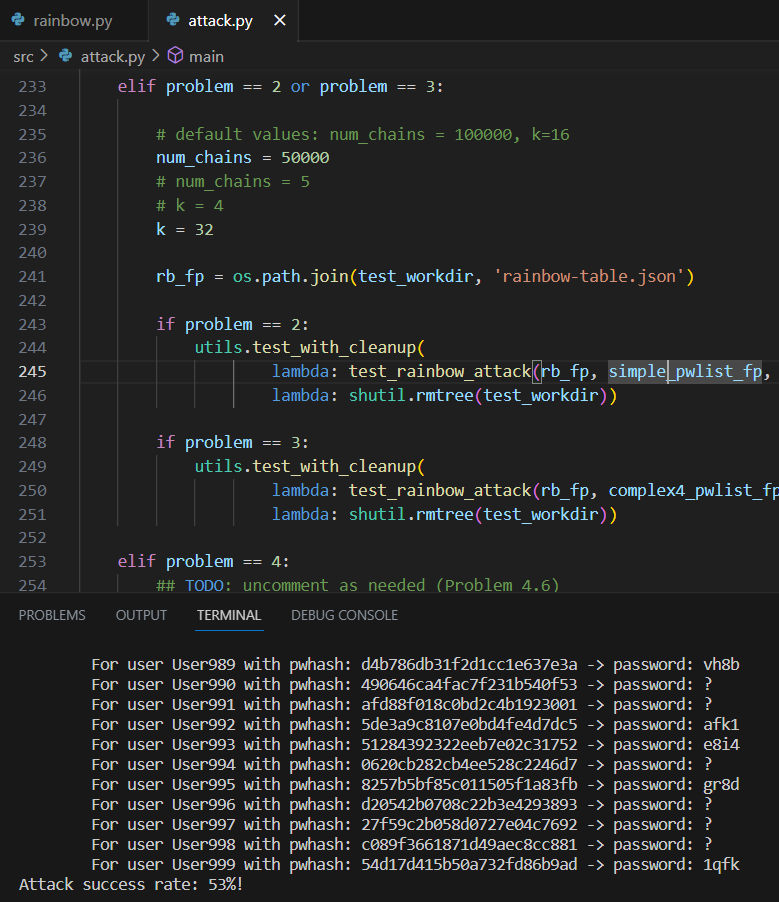 rainbow.py attack.py ×
src > attack.py > main
233 elif problem == 2 or problem == 3:
234
235 # default values: num_chains = 100000, k=16
236 num_chains = 50000
237 # num_chains = 5
238 # k = 4
239 k = 32
240
241 rb_fp = os.path.join(test_workdir, 'rainbow-table.json')
242
243 if problem == 2:
244 utils.test_with_cleanup(
245 lambda: test_rainbow_attack(rb_fp, simple_pwlist_fp,
246 lambda: shutil.rmtree(test_workdir))
247
248 if problem == 3:
249 utils.test_with_cleanup(
250 lambda: test_rainbow_attack(rb_fp, complex4_pwlist_fp
251 lambda: shutil.rmtree(test_workdir))
252
253 elif problem == 4:
254 ## TODO: uncomment as needed (Problem 4.6)
PROBLEMS OUTPUT TERMINAL DEBUG CONSOLE
For user User989 with pwhash: d4b786db31f2d1cc1e637e3a -> password: vh8b
For user User990 with pwhash: 490646ca4fac7f231b540f53 -> password: ?
For user User991 with pwhash: afd88f018c0bd2c4b1923001 -> password: ?
For user User992 with pwhash: 5de3a9c8107e0bd4fe4d7dc5 -> password: afk1
For user User993 with pwhash: 51284392322eeb7e02c31752 -> password: e8i4
For user User994 with pwhash: 0620cb282cb4ee528c2246d7 -> password: ?
For user User995 with pwhash: 8257b5bf85c011505f1a83fb -> password: gr8d
For user User996 with pwhash: d20542b0708c22b3e4293893 -> password: ?
For user User997 with pwhash: 27f59c2b058d0727e04c7692 -> password: ?
For user User998 with pwhash: c089f3661871d49aec8cc881 -> password: ?
For user User999 with pwhash: 54d17d415b50a732fd86b9ad -> password: 1qfk
Attack success rate: 53%!